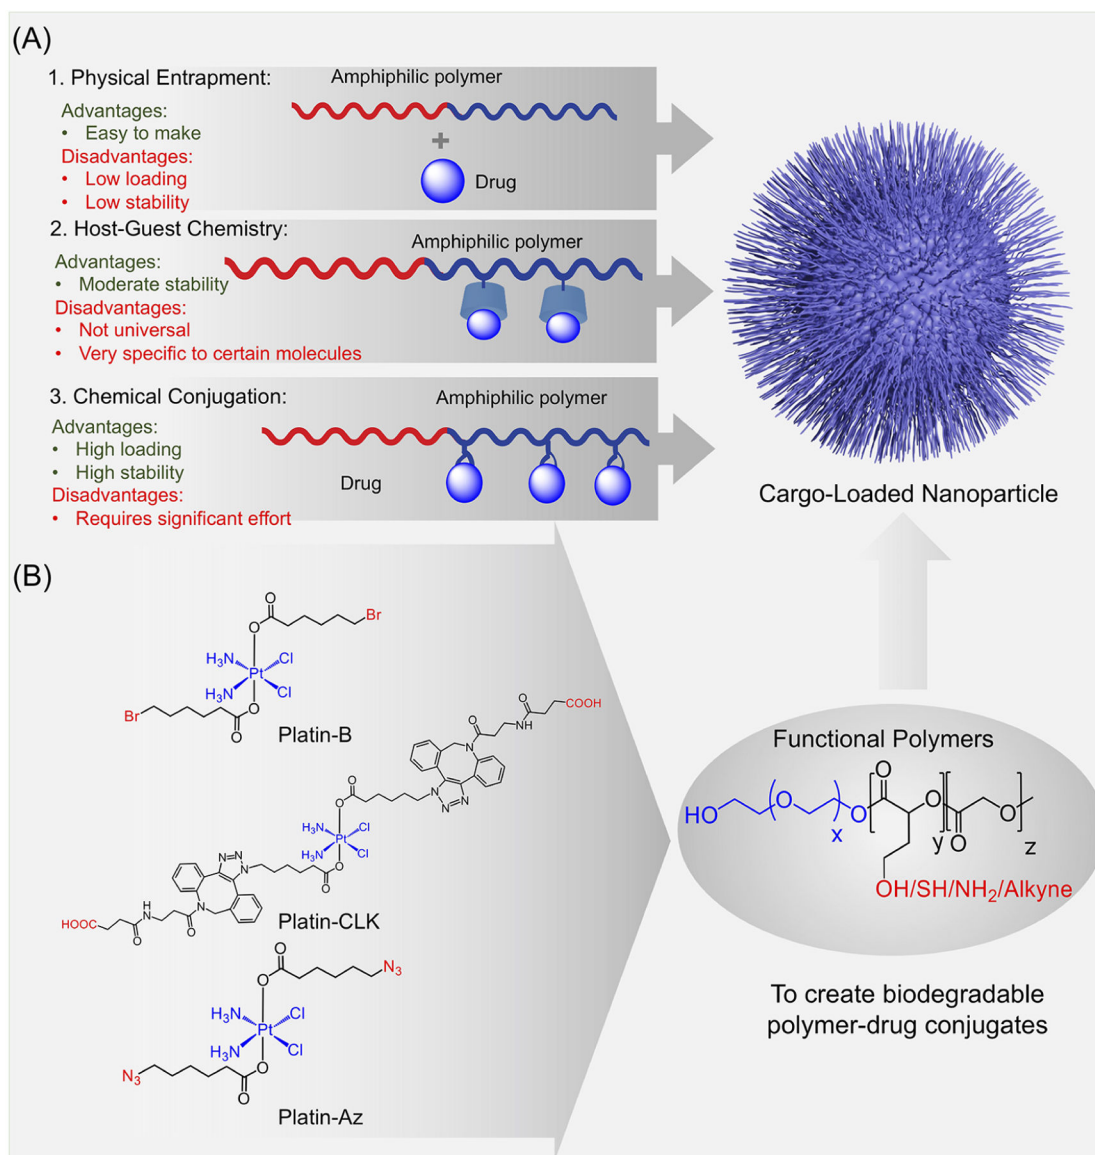 (A)
1. Physical Entrapment:
Amphiphilic polymer
Advantages:
• Easy to make
Disadvantages:
• Low loading
• Low stability
+
Drug
2. Host-Guest Chemistry:
Amphiphilic polymer
Advantages:
• Moderate stability
Disadvantages:
• Not universal
• Very specific to certain molecules
3. Chemical Conjugation:
Amphiphilic polymer
Advantages:
• High loading
• High stability
Disadvantages:
• Requires significant effort
Drug
Cargo-Loaded Nanoparticle
(B)
O
O
Br
H₃N
Cl
Pt
H₃N
Cl
Br
O
O
Platin-B
O
O
N
O
NH
COOH
N
N
N
O
O
H₃N
Cl
Pt
H₃N
Cl
O
O
N
N
N
HOOC
O
H
N
O
N
Platin-CLK
O
O
N₃
H₃N
Cl
Pt
H₃N
Cl
N₃
O
O
Platin-Az
Functional Polymers
HO
O
x
O
O
O
y
O
O
z
OH/SH/NH₂/Alkyne
To create biodegradable
polymer-drug conjugates